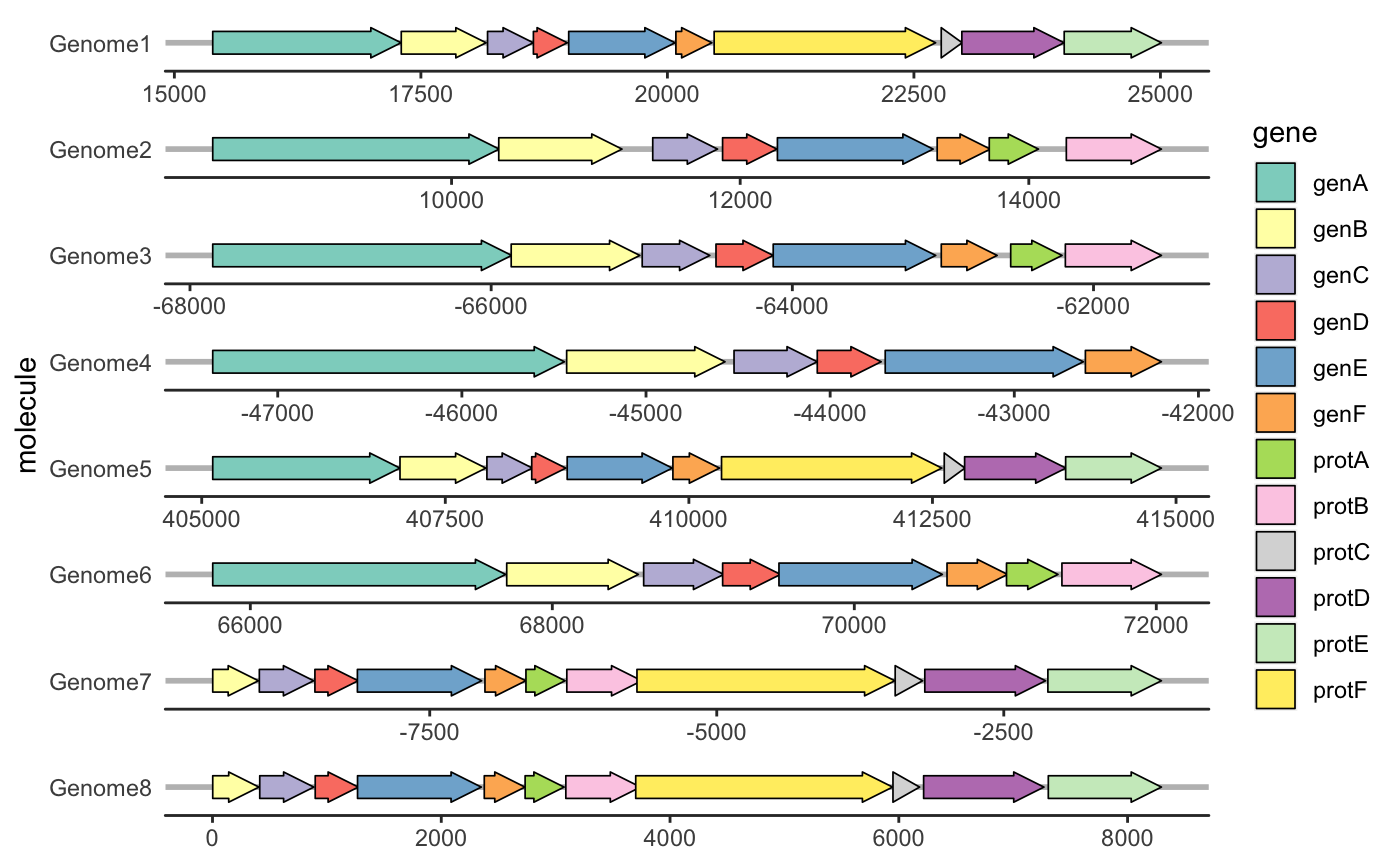 Genome1
15000 17500 20000 22500 25000
Genome2
10000 12000 14000
Genome3
-68000 -66000 -64000 -62000
Genome4
-47000 -46000 -45000 -44000 -43000 -42000
Genome5
405000 407500 410000 412500 415000
Genome6
66000 68000 70000 72000
Genome7
-7500 -5000 -2500
Genome8
0 2000 4000 6000 8000
molecule
gene
genA
genB
genC
genD
genE
genF
protA
protB
protC
protD
protE
protF